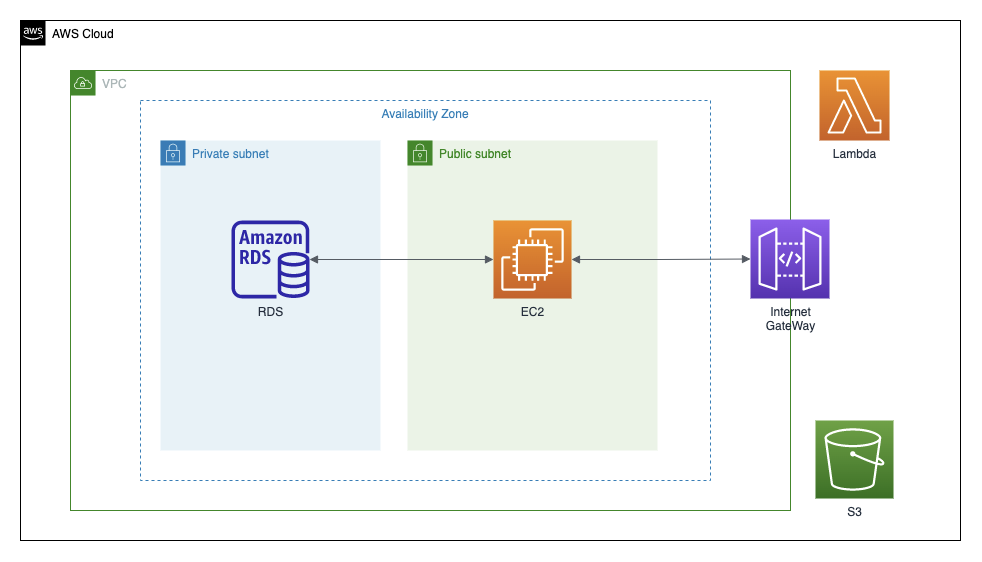 aws
AWS Cloud
VPC
Availability Zone
Private subnet
Public subnet
Amazon
RDS
RDS
EC2
</>
Internet
GateWay
Lambda
S3